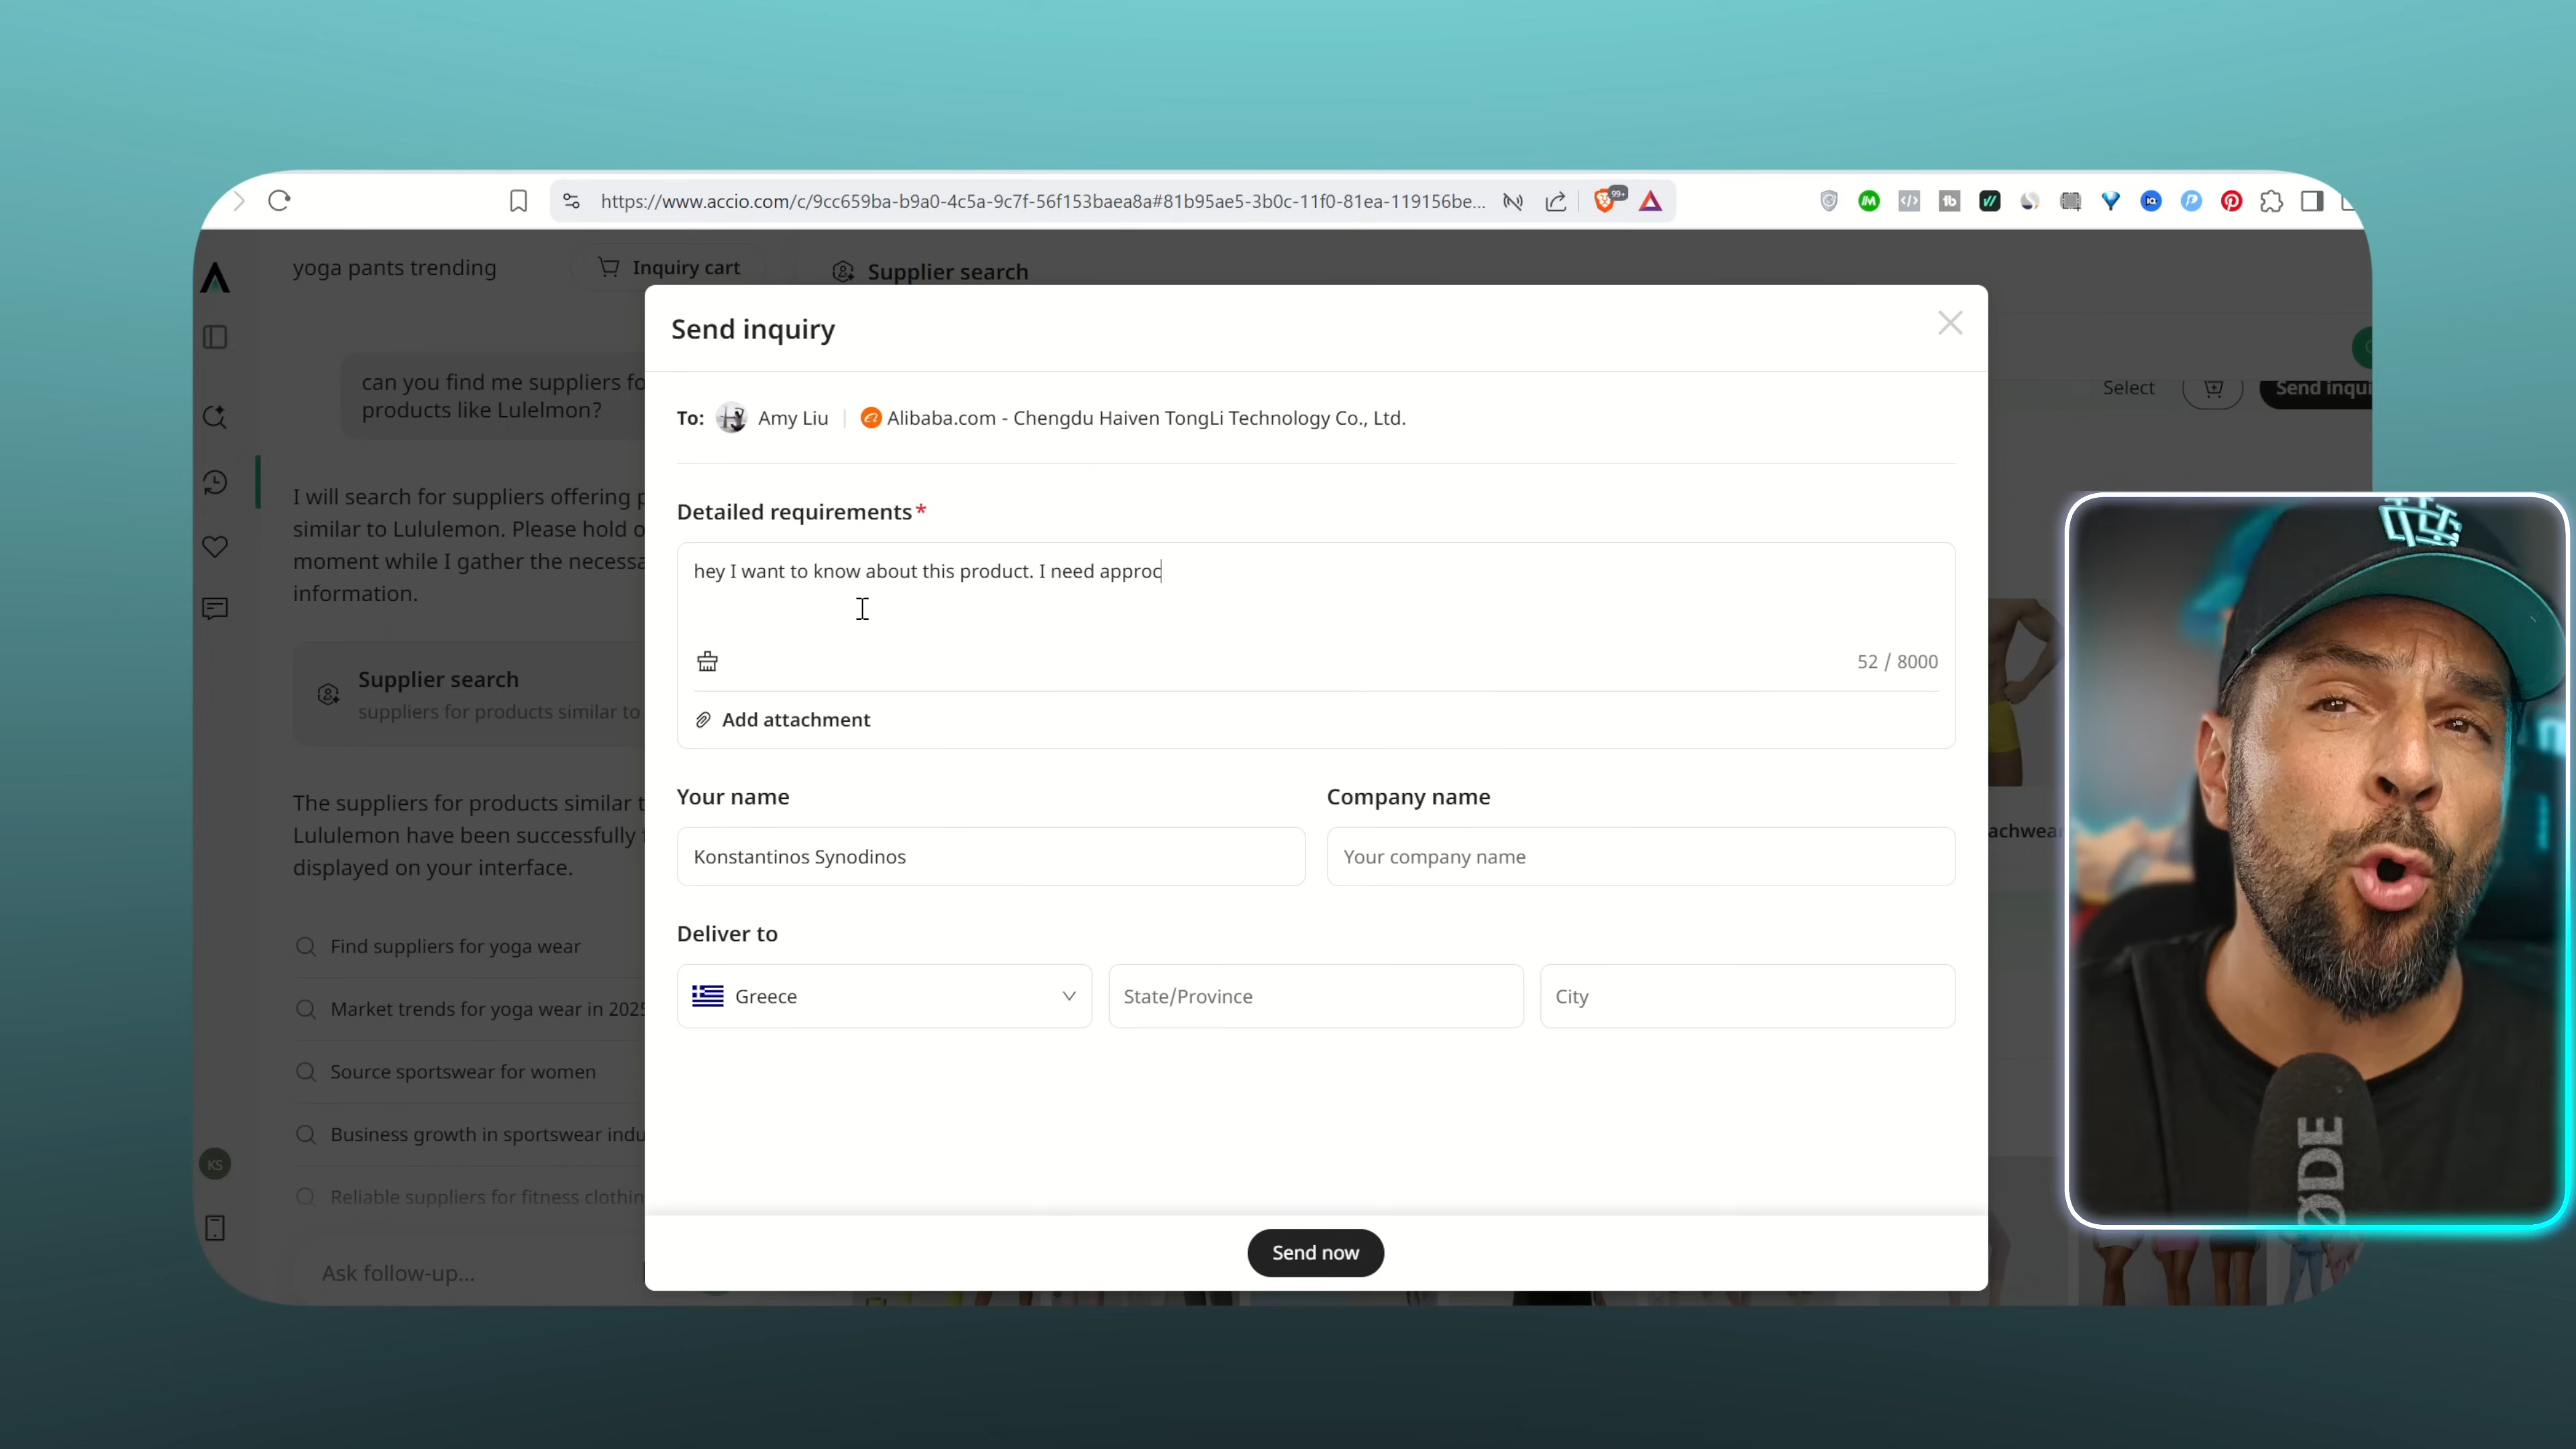 https://www.accio.com/c/9cc659ba-b9a0-4c5a-9c7f-56f153baea8a#81b95ae5-3b0c-11f0-81ea-119156be...
99+
yoga pants trending
Inquiry cart
Supplier search
can you find me suppliers fo
products like Lulelmon?
I will search for suppliers offering p
similar to Lululemon. Please hold o
moment while I gather the necessa
information.
Supplier search
suppliers for products similar to
The suppliers for products similar t
Lululemon have been successfully
displayed on your interface.
Find suppliers for yoga wear
Market trends for yoga wear in 2025
Source sportswear for women
Business growth in sportswear indu
Reliable suppliers for fitness clothin
Ask follow-up...
KS
Send inquiry
To: Amy Liu | Alibaba.com - Chengdu Haiven TongLi Technology Co., Ltd.
Detailed requirements*
hey I want to know about this product. I need approc
52 / 8000
Add attachment
Your name
Company name
Konstantinos Synodinos
Your company name
Deliver to
Greece
State/Province
City
Send now
Select
Send inqui
achwear
RØDE